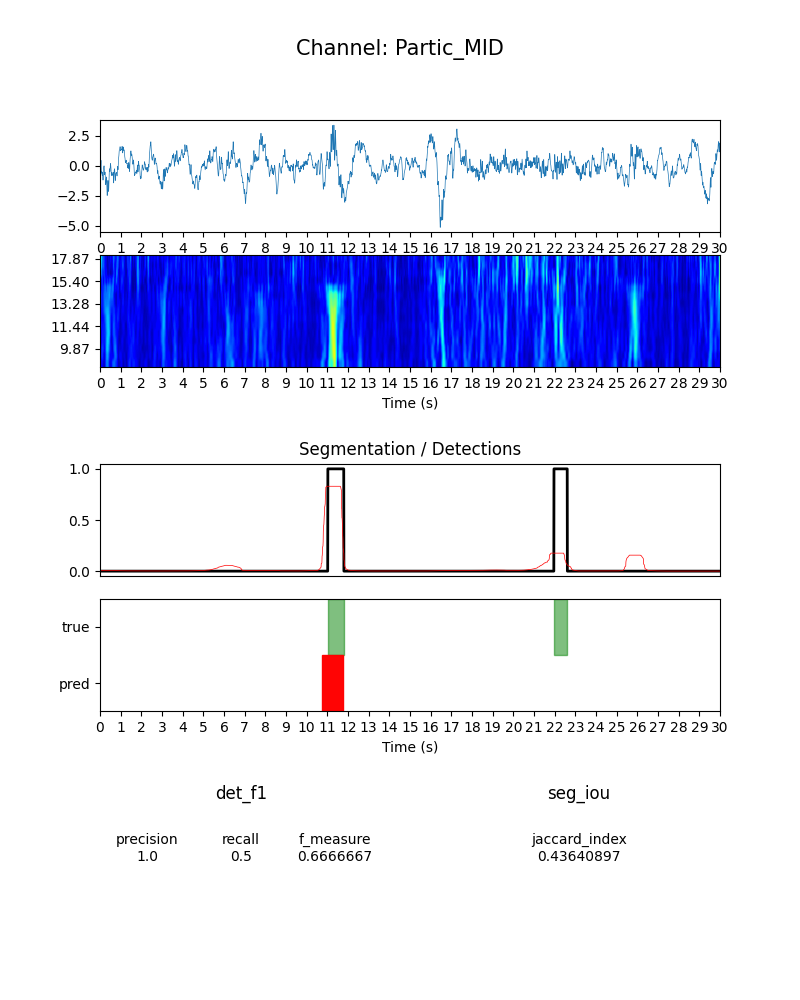 Channel: Partic_MID
2.5
0.0
−2.5
−5.0
0 1 2 3 4 5 6 7 8 9 10 11 12 13 14 15 16 17 18 19 20 21 22 23 24 25 26 27 28 29 30
17.87
15.40
13.28
11.44
9.87
0 1 2 3 4 5 6 7 8 9 10 11 12 13 14 15 16 17 18 19 20 21 22 23 24 25 26 27 28 29 30
Time (s)
Segmentation / Detections
1.0
0.5
0.0
true
pred
0 1 2 3 4 5 6 7 8 9 10 11 12 13 14 15 16 17 18 19 20 21 22 23 24 25 26 27 28 29 30
Time (s)
det_f1 seg_iou
precision recall f_measure jaccard_index
1.0 0.5 0.6666667 0.43640897